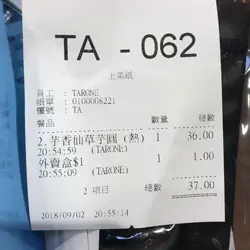 TA - 062
上菜紙
員工 : TARONE
帳單 : 0100008221
檯號 : TA
餐品 數量 總數
2.芋香仙草芋圓 (熱) 1 36.00
20:54:59 (TARONE)
外賣盒$1 1 1.00
20:55:09 (TARONE)
2 項目 總數 37.00
2018/09/02 20:55:14